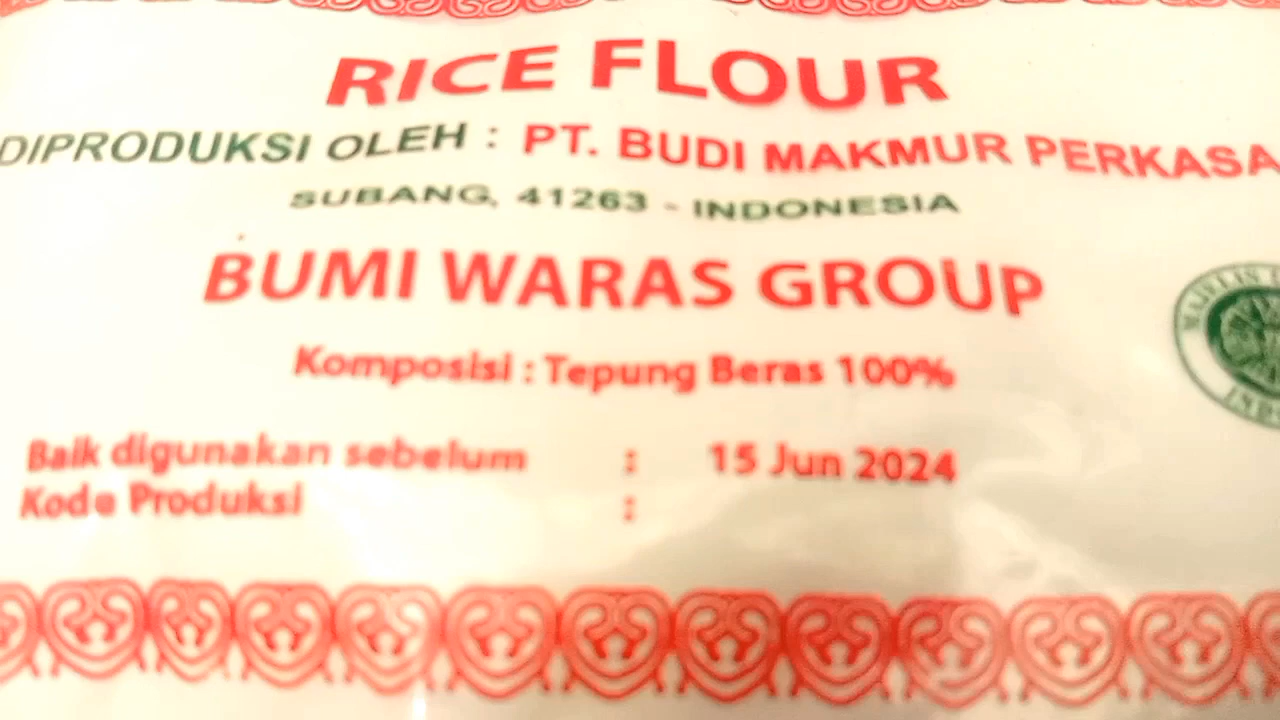 RICE FLOUR
DIPRODUKSI OLEH : PT. BUDI MAKMUR PERKASA
SUBANG, 41263 - INDONESIA
BUMI WARAS GROUP
Komposisi : Tepung Beras 100%
Baik digunakan sebelum : 15 Jun 2024
Kode Produksi :